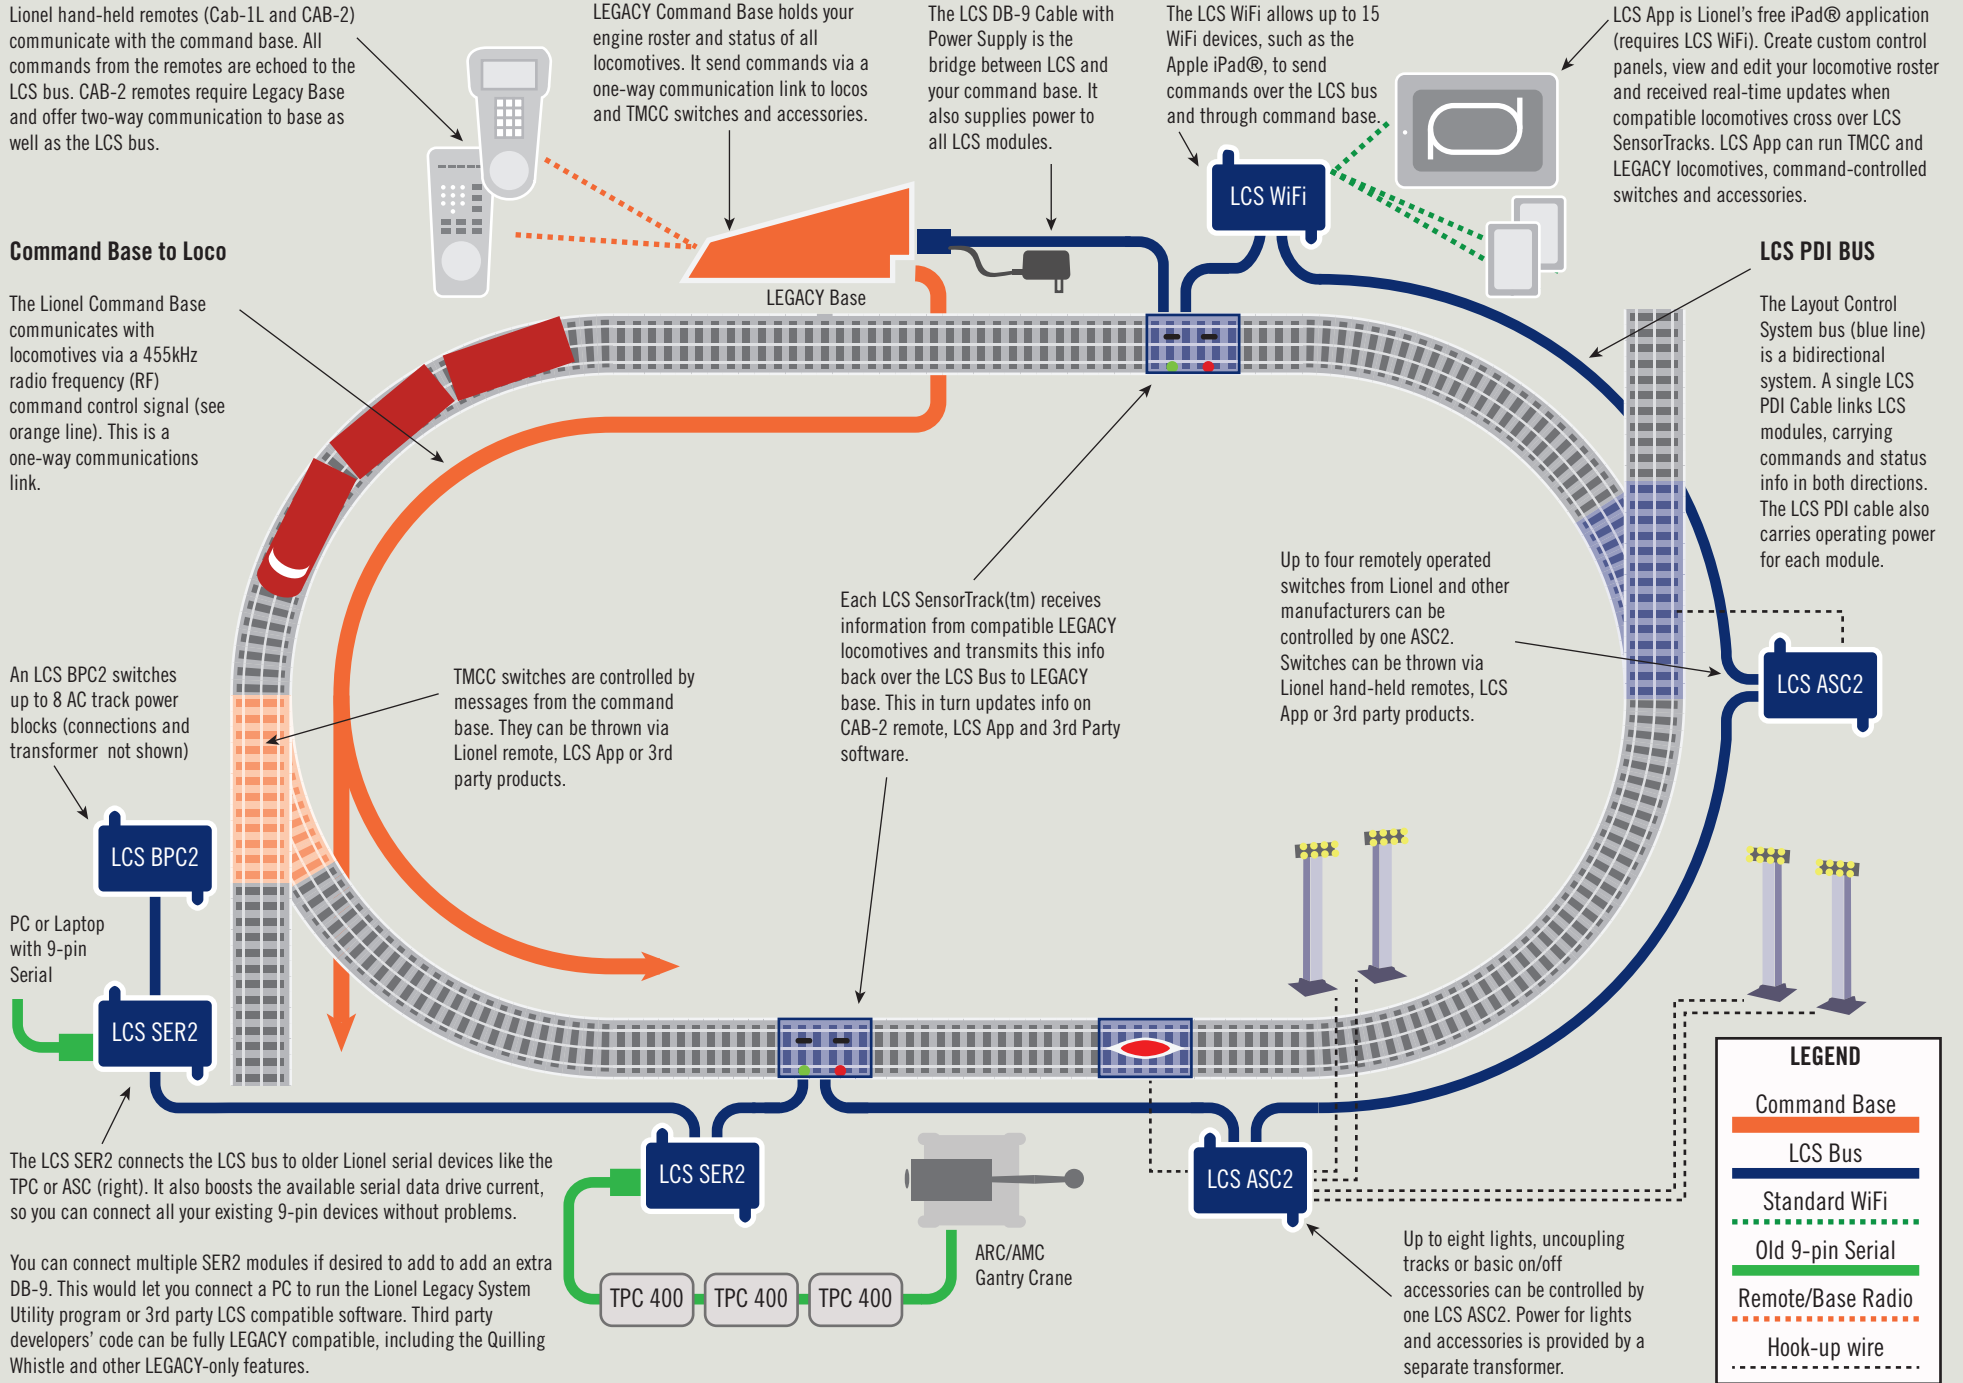 Lionel hand-held remotes (Cab-1L and CAB-2)
communicate with the command base. All
commands from the remotes are echoed to the
LCS bus. CAB-2 remotes require Legacy Base
and offer two-way communication to base as
well as the LCS bus.
LEGACY Command Base holds your
engine roster and status of all
locomotives. It send commands via a
one-way communication link to locos
and TMCC switches and accessories.
The LCS DB-9 Cable with
Power Supply is the
bridge between LCS and
your command base. It
also supplies power to
all LCS modules.
The LCS WiFi allows up to 15
WiFi devices, such as the
Apple iPad®, to send
commands over the LCS bus
and through command base.
LCS App is Lionel's free iPad® application
(requires LCS WiFi). Create custom control
panels, view and edit your locomotive roster
and received real-time updates when
compatible locomotives cross over LCS
SensorTracks. LCS App can run TMCC and
LEGACY locomotives, command-controlled
switches and accessories.
LCS WiFi
LEGACY Base
Command Base to Loco
The Lionel Command Base
communicates with
locomotives via a 455kHz
radio frequency (RF)
command control signal (see
orange line). This is a
one-way communications
link.
LCS PDI BUS
The Layout Control
System bus (blue line)
is a bidirectional
system. A single LCS
PDI Cable links LCS
modules, carrying
commands and status
info in both directions.
The LCS PDI cable also
carries operating power
for each module.
Up to four remotely operated
switches from Lionel and other
manufacturers can be
controlled by one ASC2.
Switches can be thrown via
Lionel hand-held remotes, LCS
App or 3rd party products.
LCS ASC2
Each LCS SensorTrack(tm) receives
information from compatible LEGACY
locomotives and transmits this info
back over the LCS Bus to LEGACY
base. This in turn updates info on
CAB-2 remote, LCS App and 3rd Party
software.
TMCC switches are controlled by
messages from the command
base. They can be thrown via
Lionel remote, LCS App or 3rd
party products.
An LCS BPC2 switches
up to 8 AC track power
blocks (connections and
transformer not shown)
LCS BPC2
PC or Laptop
with 9-pin
Serial
LCS SER2
The LCS SER2 connects the LCS bus to older Lionel serial devices like the
TPC or ASC (right). It also boosts the available serial data drive current,
so you can connect all your existing 9-pin devices without problems.
You can connect multiple SER2 modules if desired to add to add an extra
DB-9. This would let you connect a PC to run the Lionel Legacy System
Utility program or 3rd party LCS compatible software. Third party
developers' code can be fully LEGACY compatible, including the Quilling
Whistle and other LEGACY-only features.
LCS SER2
TPC 400
TPC 400
TPC 400
ARC/AMC
Gantry Crane
LCS ASC2
Up to eight lights, uncoupling
tracks or basic on/off
accessories can be controlled by
one LCS ASC2. Power for lights
and accessories is provided by a
separate transformer.
LEGEND
Command Base
LCS Bus
Standard WiFi
Old 9-pin Serial
Remote/Base Radio
Hook-up wire